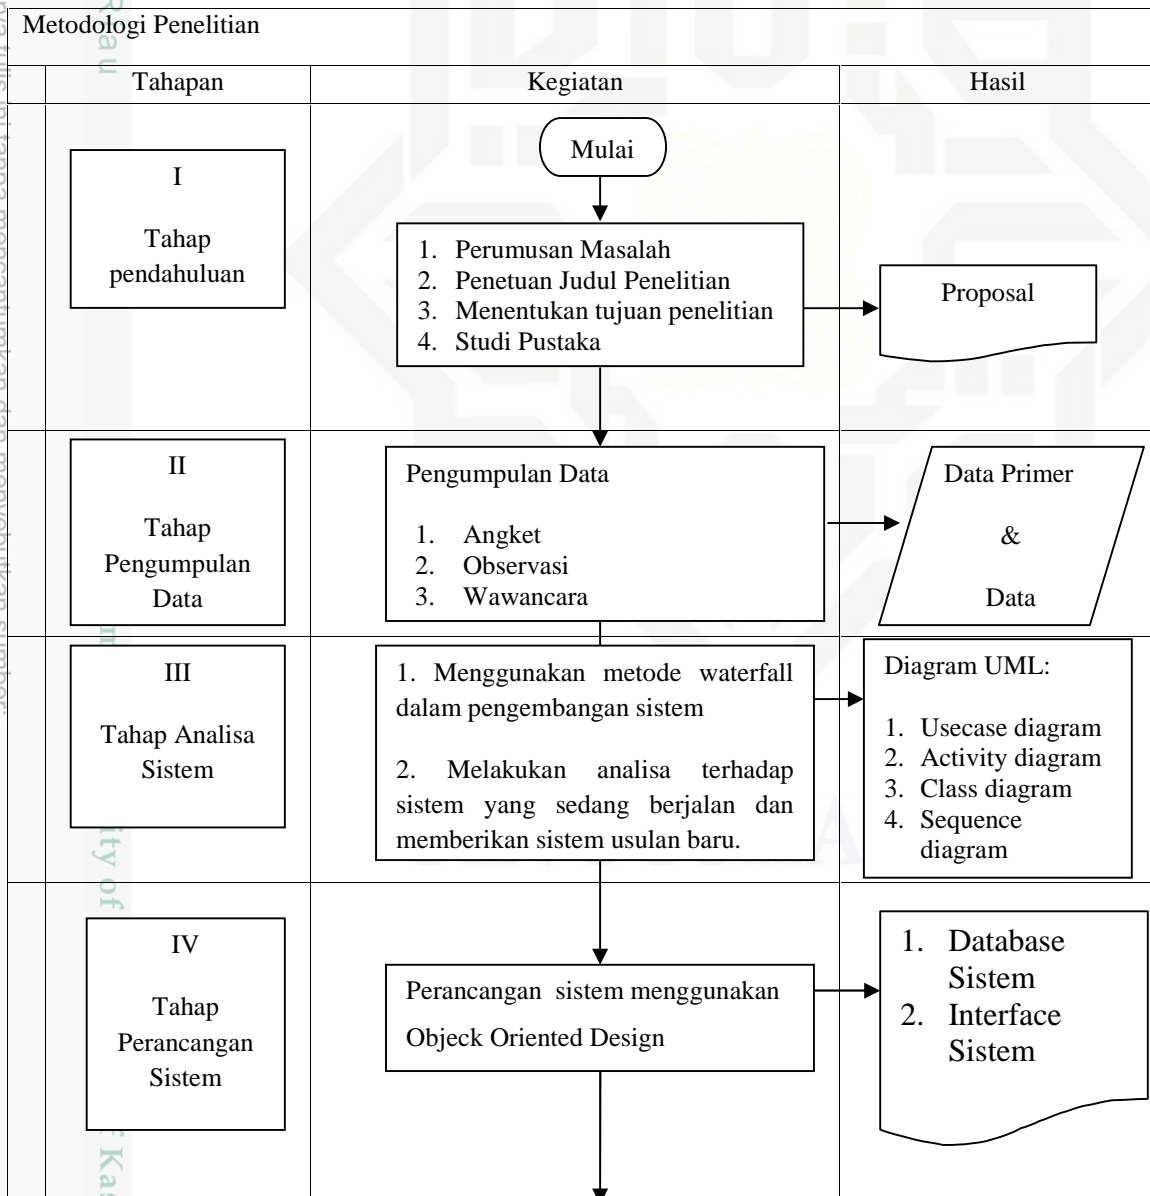 Metodologi Penelitian
Tahapan
Kegiatan
Hasil
I
Tahap
pendahuluan
Mulai
1. Perumusan Masalah
2. Penetuan Judul Penelitian
3. Menentukan tujuan penelitian
4. Studi Pustaka
Proposal
II
Tahap
Pengumpulan
Data
Pengumpulan Data
1. Angket
2. Observasi
3. Wawancara
Data Primer
&
Data
III
Tahap Analisa
Sistem
1. Menggunakan metode waterfall
dalam pengembangan sistem
2. Melakukan analisa terhadap
sistem yang sedang berjalan dan
memberikan sistem usulan baru.
Diagram UML:
1. Usecase diagram
2. Activity diagram
3. Class diagram
4. Sequence
diagram
IV
Tahap
Perancangan
Sistem
Perancangan sistem menggunakan
Objeck Oriented Design
1. Database
Sistem
2. Interface
Sistem